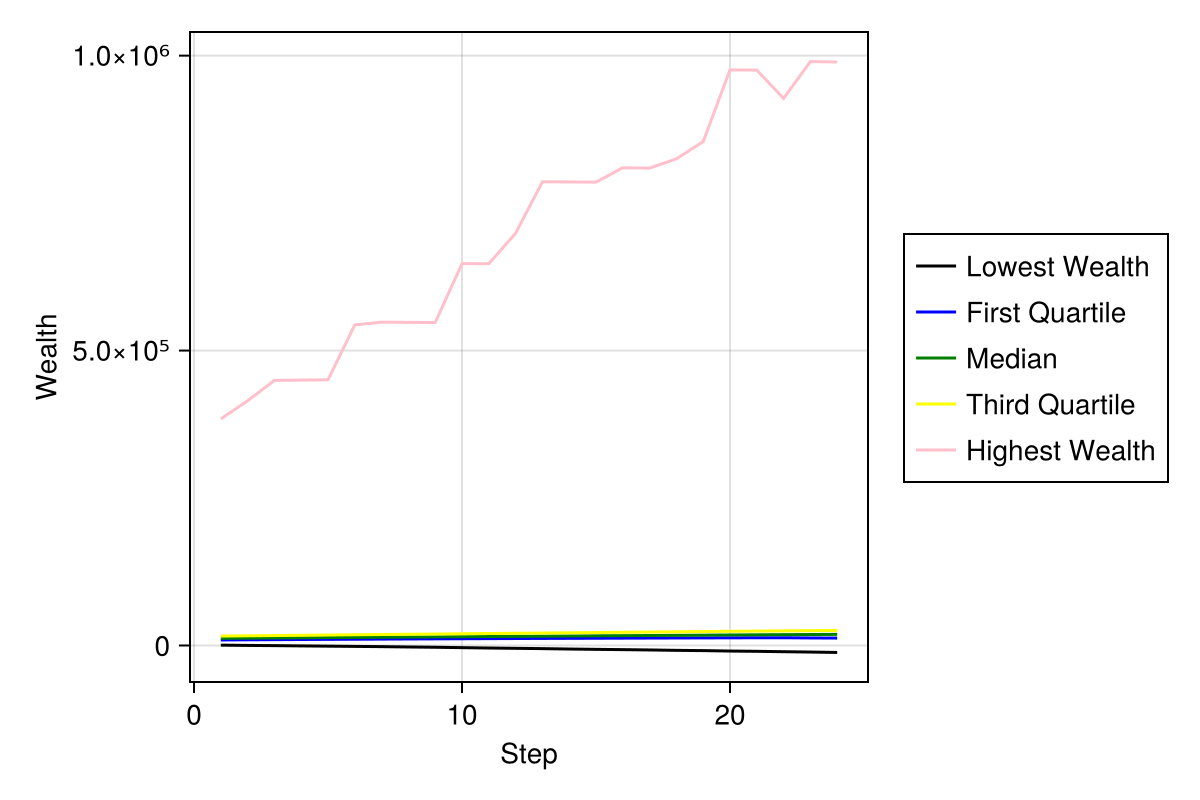 1.0×10⁶
5.0×10⁵
0
Wealth
0 10 20
Step
Lowest Wealth
First Quartile
Median
Third Quartile
Highest Wealth